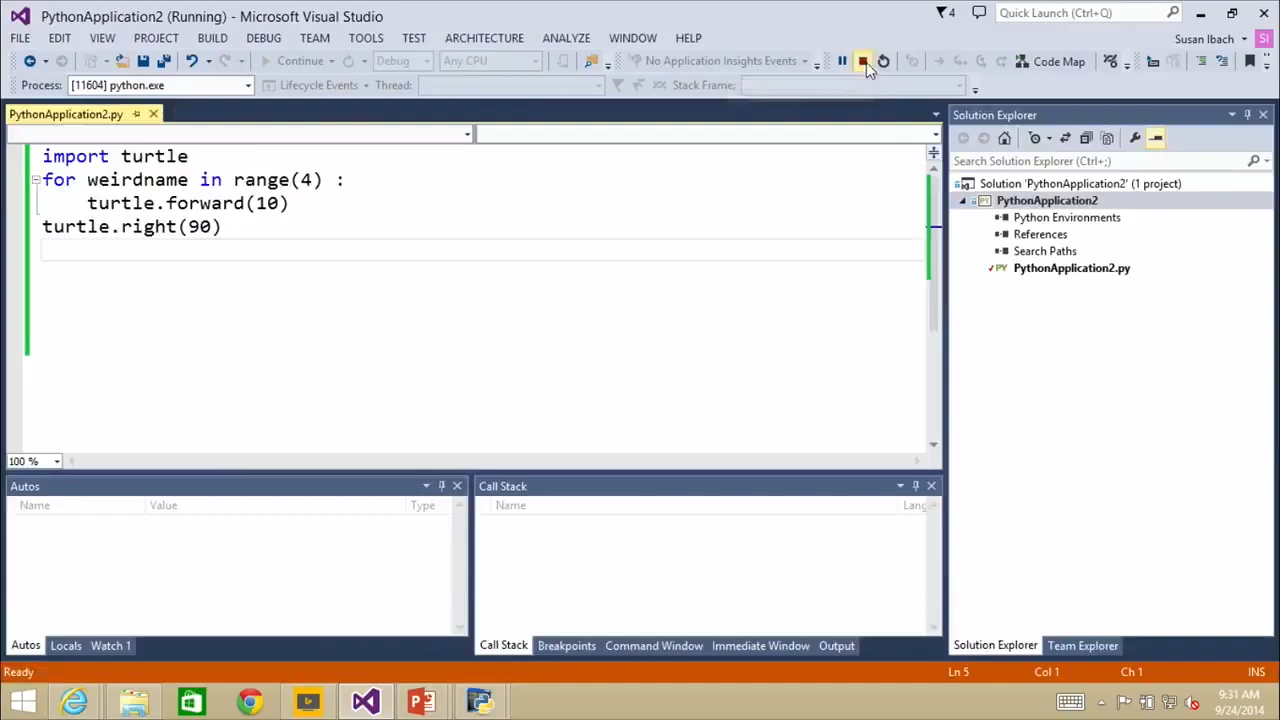 PythonApplication2 (Running) - Microsoft Visual Studio
4
Quick Launch (Ctrl+Q)
FILE EDIT VIEW PROJECT BUILD DEBUG TEAM TOOLS TEST ARCHITECTURE ANALYZE WINDOW HELP
Susan Ibach
SI
Continue
Debug
Any CPU
No Application Insights Events
Code Map
Process:
[11604] python.exe
Lifecycle Events
Thread:
Stack Frame:
PythonApplication2.py
import turtle
for weirdname in range(4) :
turtle.forward(10)
turtle.right(90)
100 %
Solution Explorer
Search Solution Explorer (Ctrl+;)
Solution 'PythonApplication2' (1 project)
PY PythonApplication2
Python Environments
References
Search Paths
PY PythonApplication2.py
Autos
Name Value Type
Call Stack
Name Lang
Autos Locals Watch 1
Call Stack Breakpoints Command Window Immediate Window Output
Solution Explorer Team Explorer
Ready
Ln 5 Col 1 Ch 1 INS
9:31 AM
9/24/2014